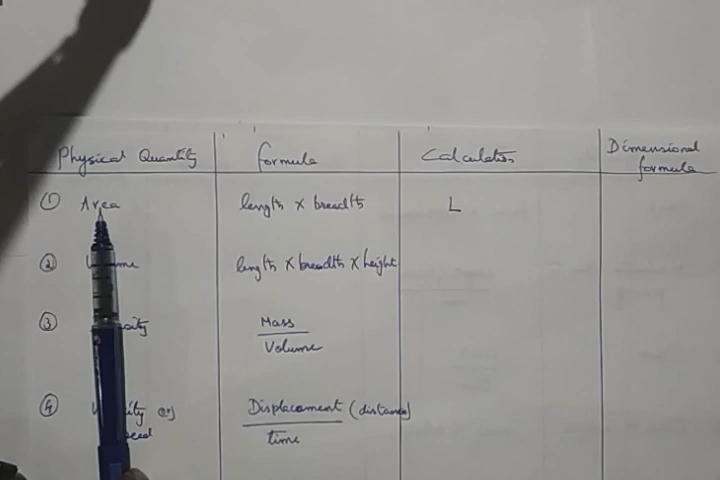 Physical Quantity formula Calculation Dimensional formula
① Area length × breadth L
② length × breadth × height
③ Mass
Volume
④ (or) Displacement (distance)
time